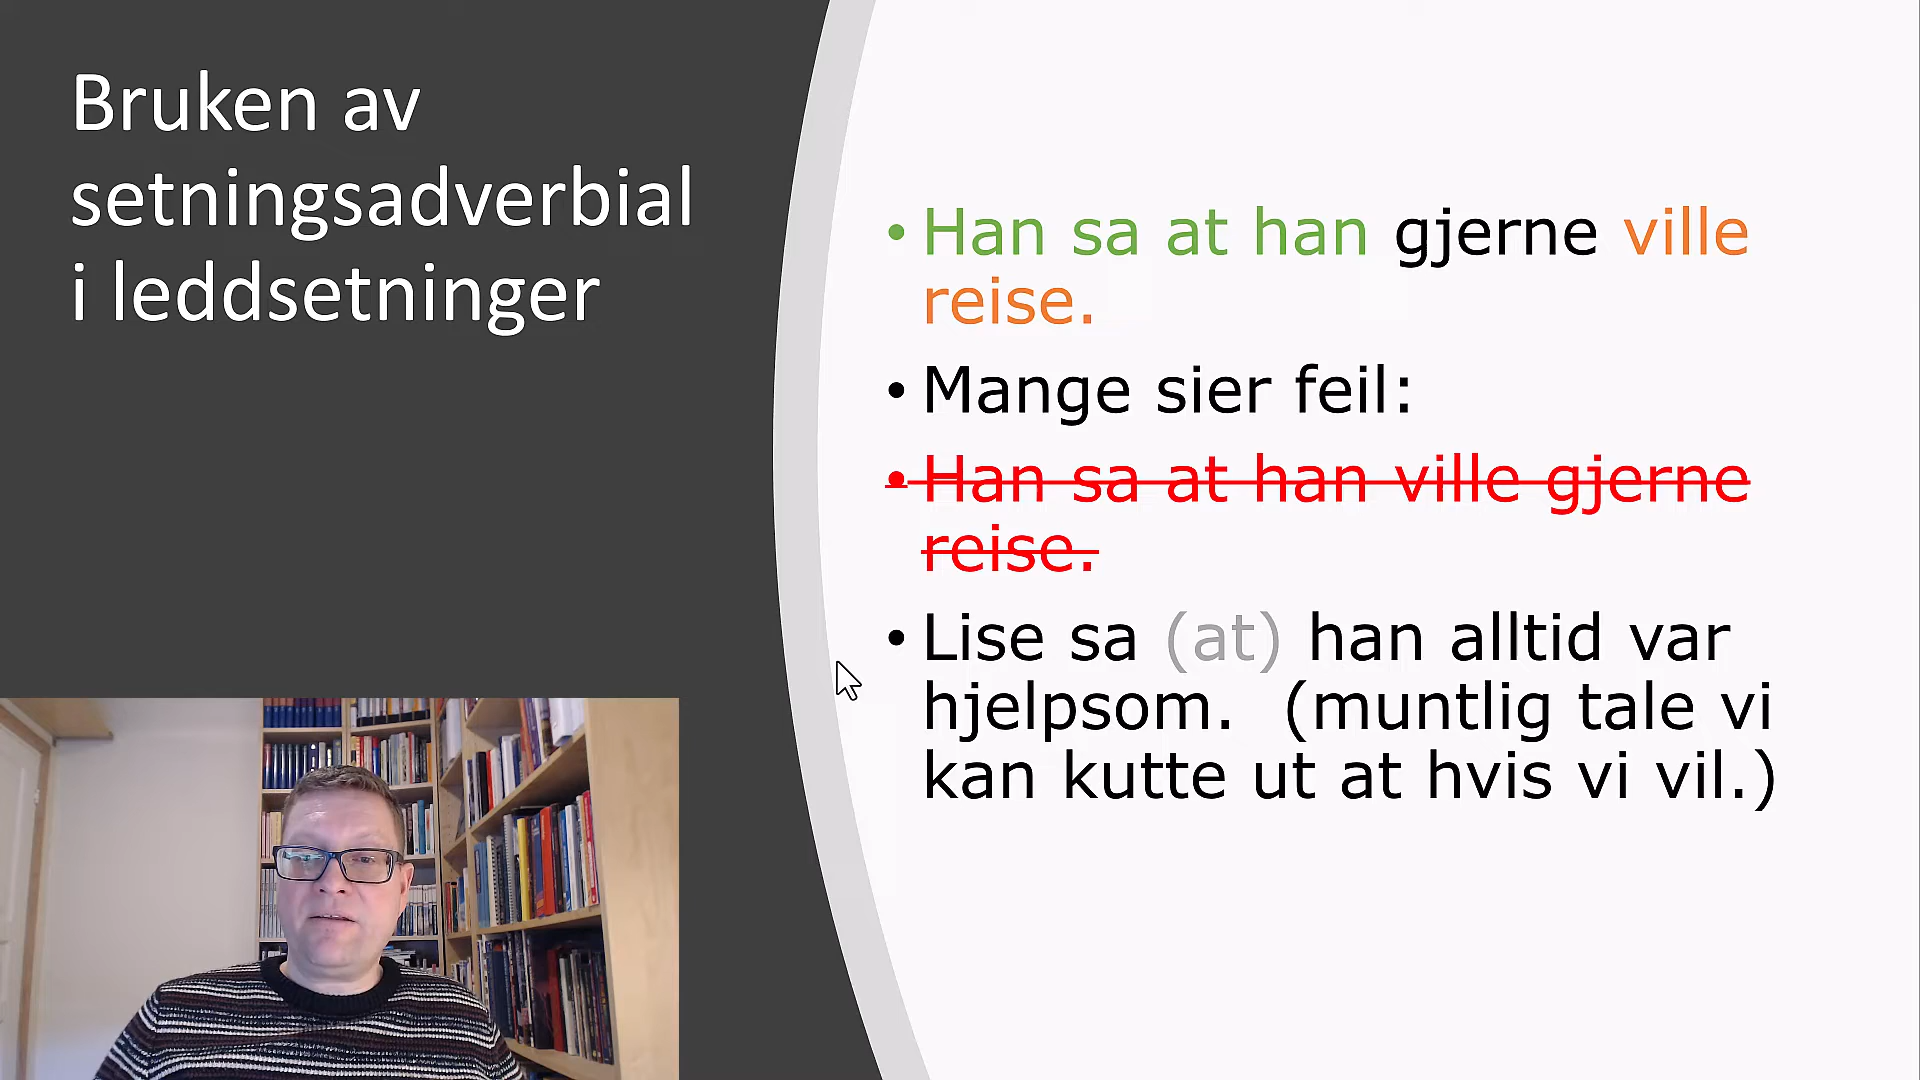 Bruken av
setningsadverbial
i leddsetninger
• Han sa at han gjerne ville
reise.
• Mange sier feil:
• Han sa at han ville gjerne
reise.
• Lise sa (at) han alltid var
hjelpsom. (muntlig tale vi
kan kutte ut at hvis vi vil.)